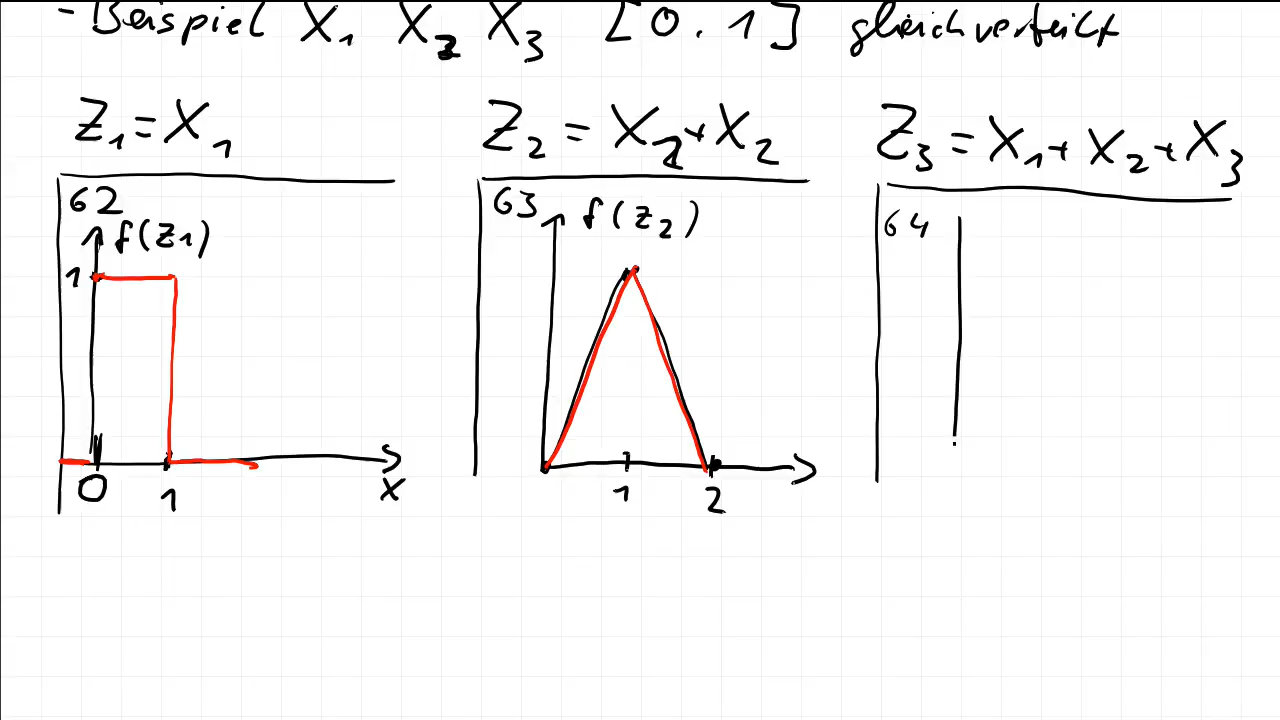 - Beispiel X₁ X₂ X₃ [0.1] gleichverteilt
Z₁ = X₁
Z₂ = X₂ + X₂
Z₃ = X₁ + X₂ + X₃
62
f(Z1)
1
0
1
x
63
f(z₂)
1
2
64